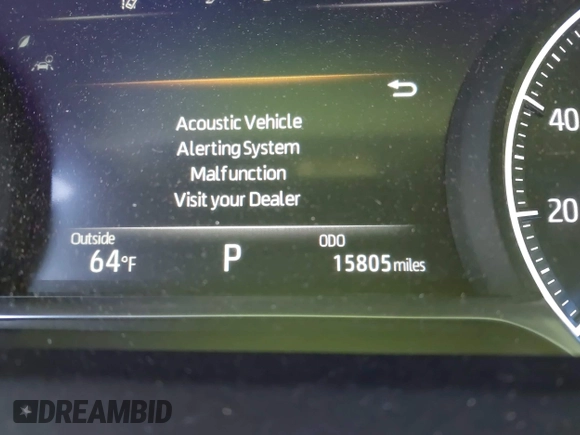 Acoustic Vehicle
Alerting System
Malfunction
Visit your Dealer
Outside
64°F
P
ODO
15805 miles
40
20
DREAMBID